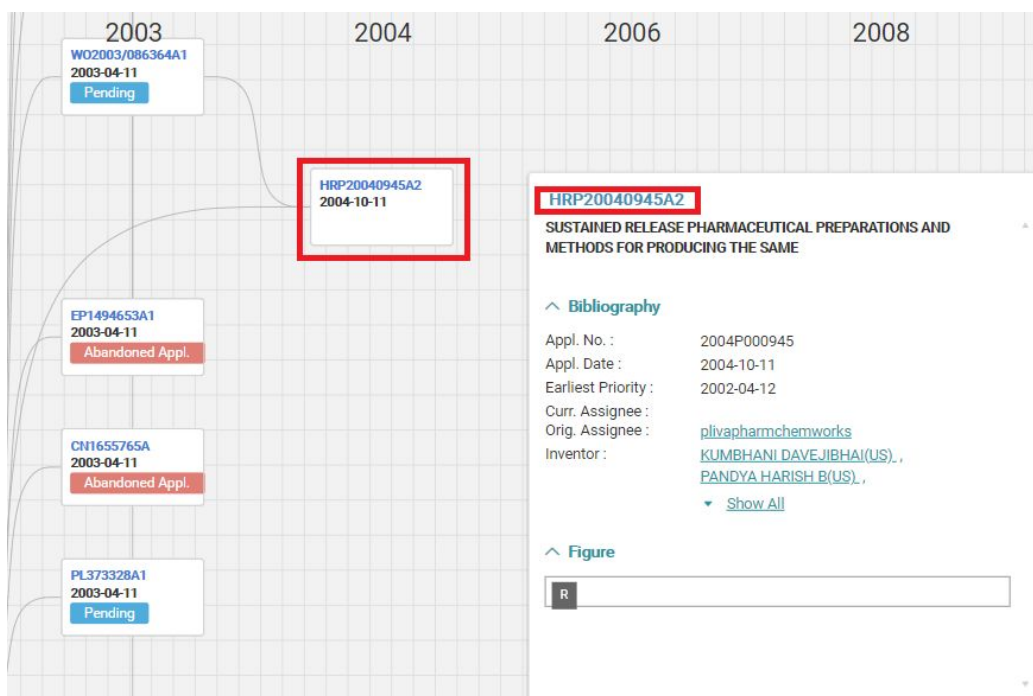 2003
2004
2006
2008
WO2003/086364A1
2003-04-11
Pending
HRP20040945A2
2004-10-11
EP1494653A1
2003-04-11
Abandoned Appl.
CN1655765A
2003-04-11
Abandoned Appl.
PL373328A1
2003-04-11
Pending
HRP20040945A2
SUSTAINED RELEASE PHARMACEUTICAL PREPARATIONS AND
METHODS FOR PRODUCING THE SAME
Bibliography
Appl. No. : 2004P000945
Appl. Date : 2004-10-11
Earliest Priority : 2002-04-12
Curr. Assignee :
Orig. Assignee : plivapharmchemworks
Inventor : KUMBHANI DAVEJIBHAI(US) ,
PANDYA HARISH B(US) ,
Show All
Figure
R